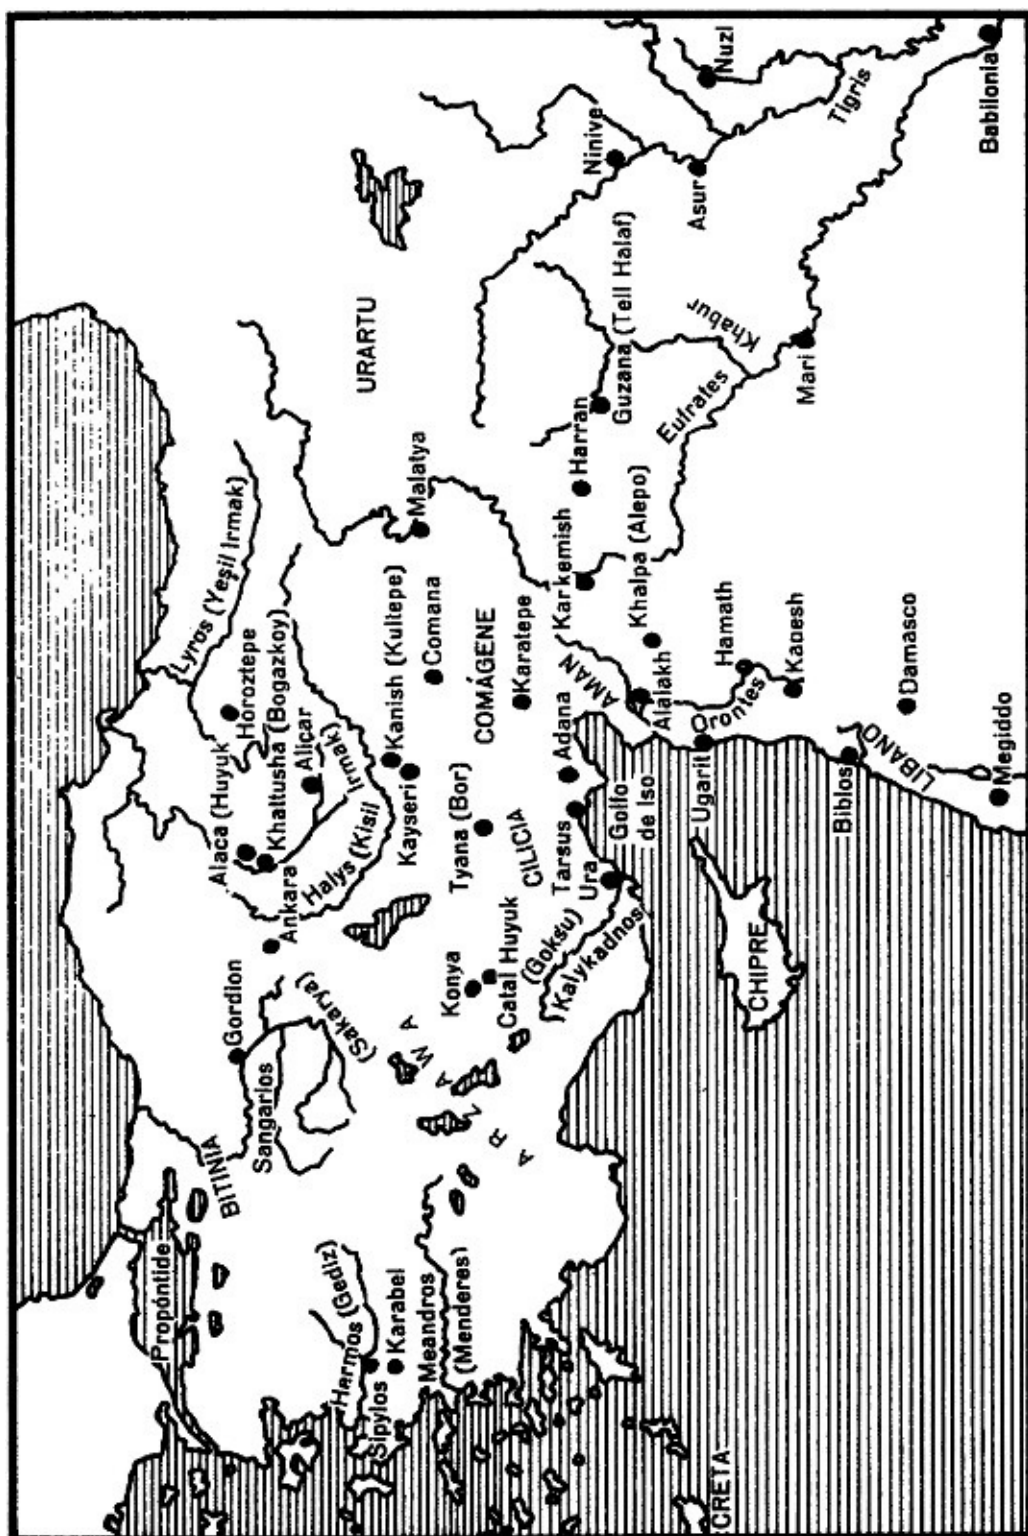 Propóntide
BITINIA
Sangarios
(Sakarya)
Gordion
Ankara
Alaca (Huyuk
Khattusha (Bogazkoy)
Horoztepe
Aliçar
Lyros (Yeşil Irmak)
Halys (Kisil
Irmak)
Kayseri
Kanish (Kultepe)
Comana
Malatya
URARTU
Harmos (Gediz)
Sipylos
Karabel
Meandros
(Menderes)
ARZAWA
Konya
Catal Huyuk
Tyana (Bor)
COMÁGENE
Karatepe
CILICIA
(Goksu)
Kalykadnos
Ura
Tarsus
Adana
Golfo
de Iso
AMAN
Karkemish
Harran
Guzana (Tell Halaf)
Ninive
Nuzi
Asur
Tigris
Khabur
Eufrates
Khalpa (Alepo)
Alalakh
Orontes
Ugarit
Hamath
Kadesh
Mari
Babilonia
CRETA
CHIPRE
Biblos
LIBANO
Damasco
Megiddo